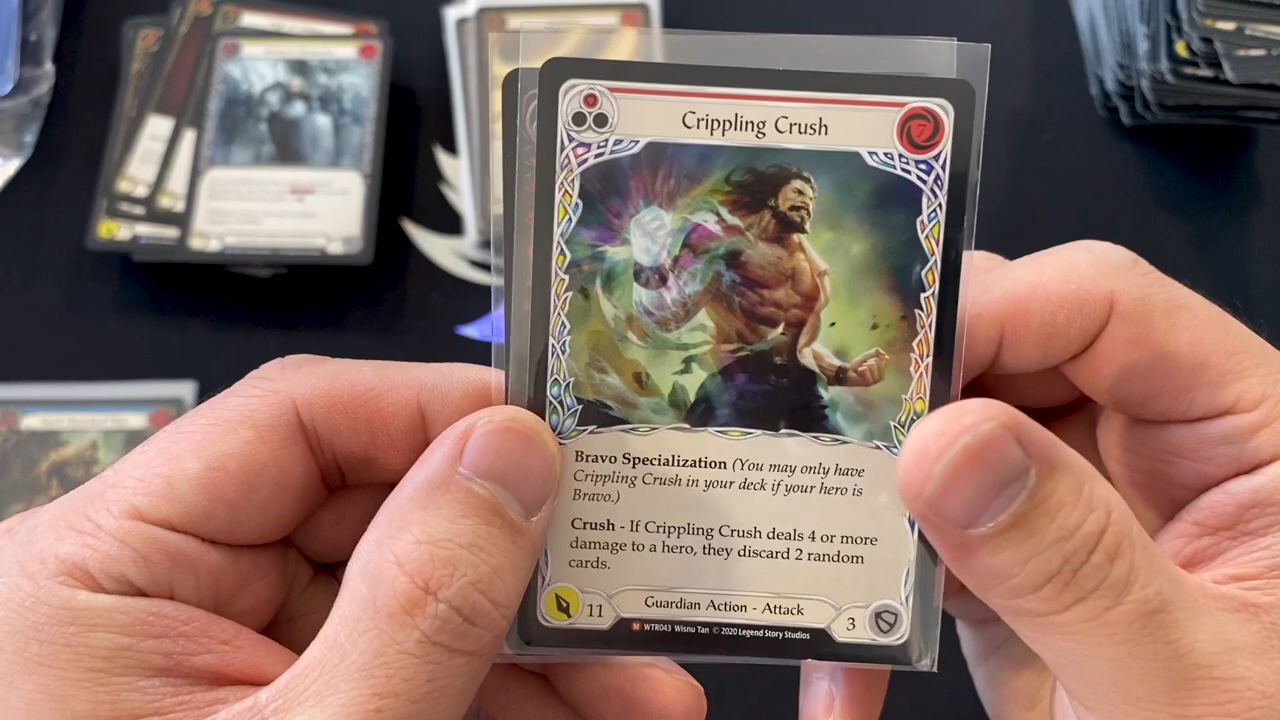 Crippling Crush
7
Bravo Specialization (You may only have
Crippling Crush in your deck if your hero is
Bravo.)
Crush - If Crippling Crush deals 4 or more
damage to a hero, they discard 2 random
cards.
11
Guardian Action - Attack
3
M WTR043 Wisnu Tan © 2020 Legend Story Studios